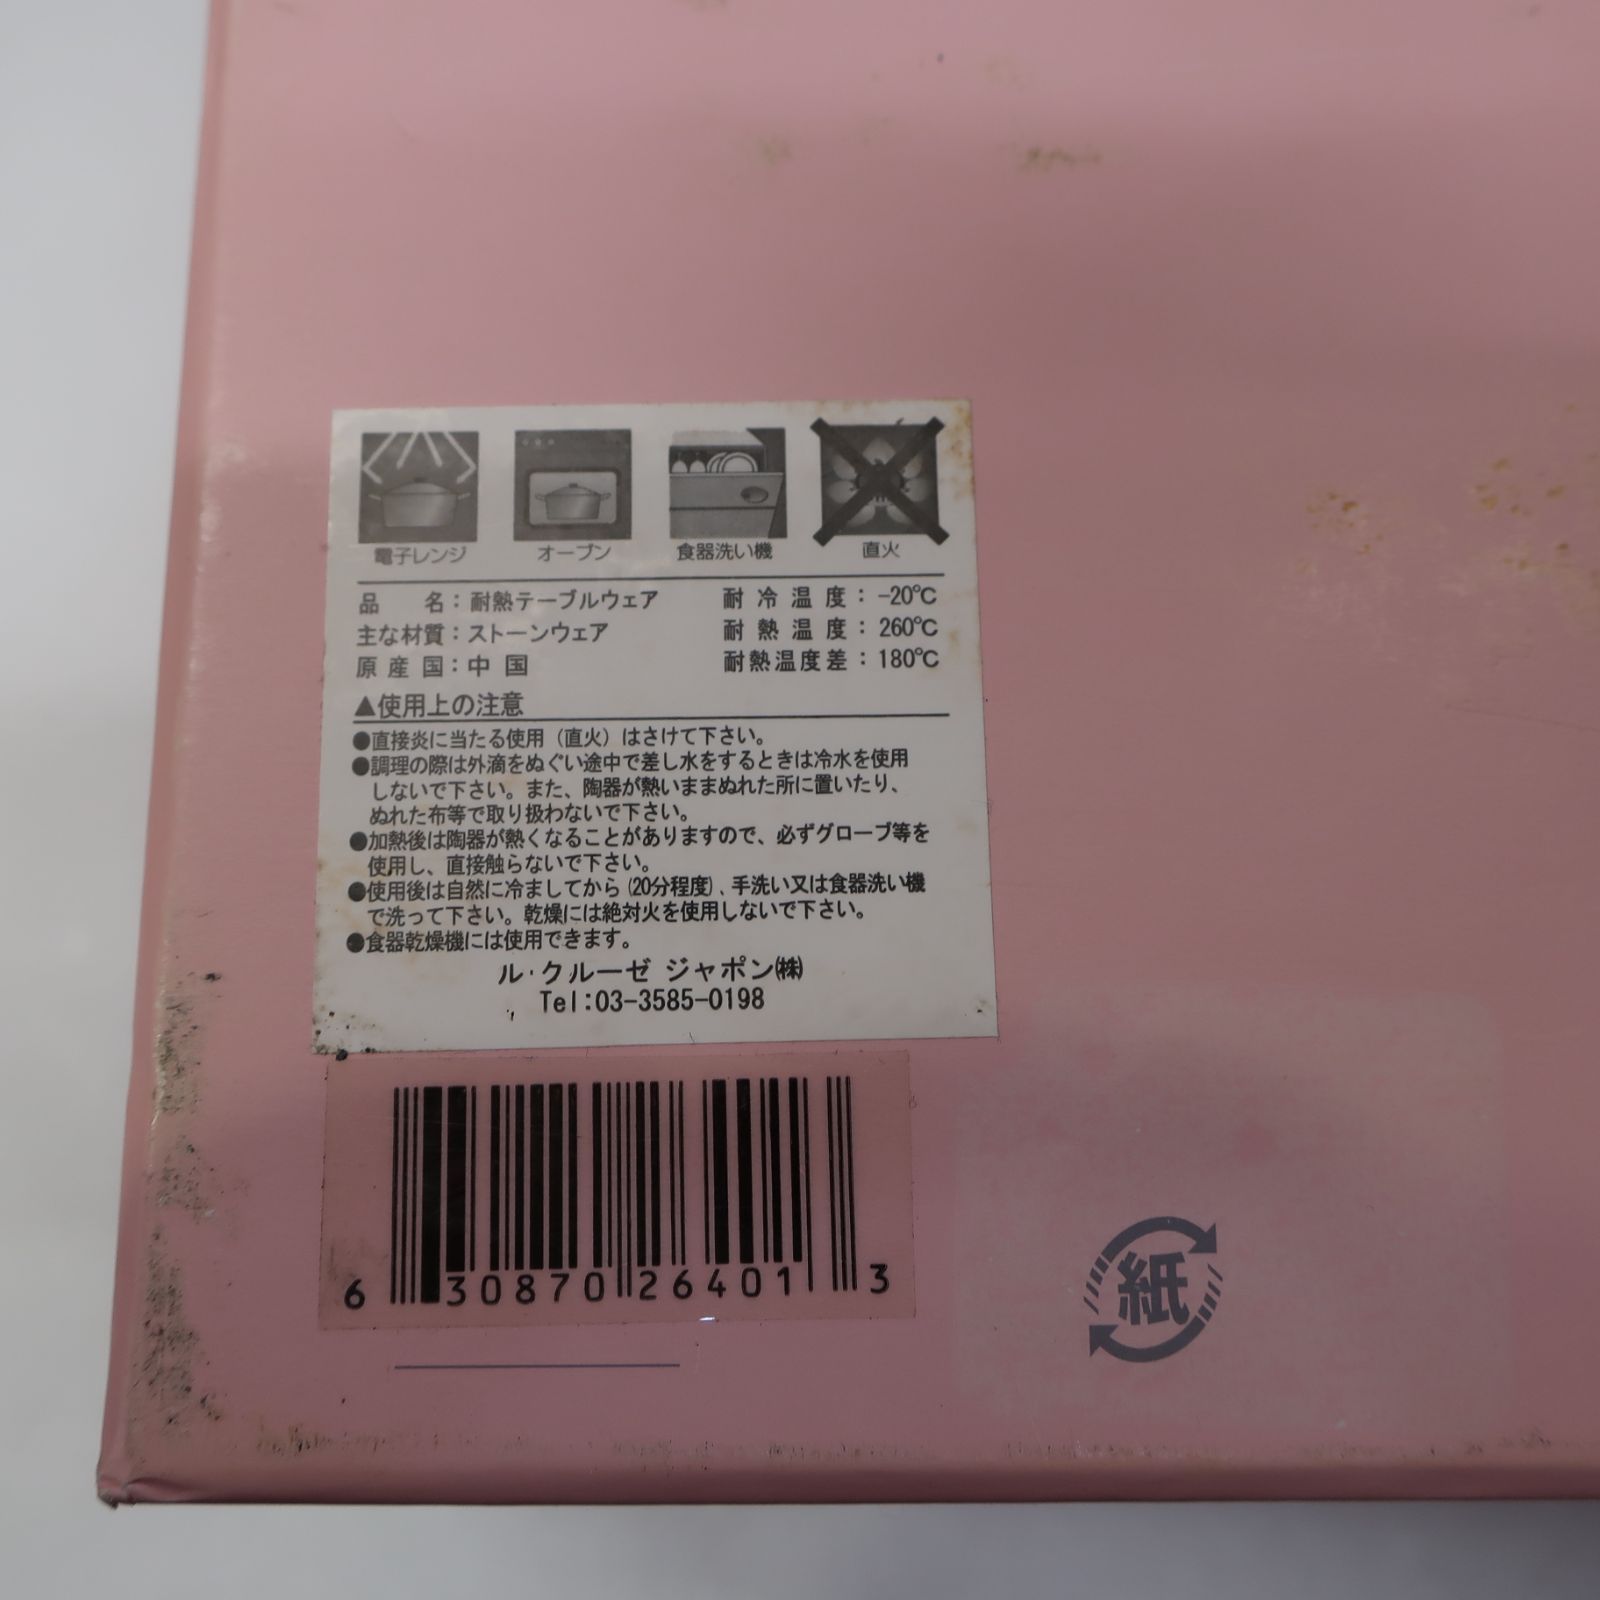 電子レンジ オーブン 食器洗い機 直火
品 名：耐熱テーブルウェア 耐冷温度：-20℃
主な材質：ストーンウェア 耐熱温度：260℃
原産国：中国 耐熱温度差：180℃
▲使用上の注意
●直接炎に当たる使用（直火）はさけて下さい。
●調理の際は外滴をぬぐい途中で差し水をするときは冷水を使用
しないで下さい。また、陶器が熱いままぬれた所に置いたり、
ぬれた布等で取り扱わないで下さい。
●加熱後は陶器が熱くなることがありますので、必ずグローブ等を
使用し、直接触らないで下さい。
●使用後は自然に冷ましてから(20分程度)、手洗い又は食器洗い機
で洗って下さい。乾燥には絶対火を使用しないで下さい。
●食器乾燥機には使用できます。
ル・クルーゼ ジャポン㈱
Tel:03-3585-0198
6 30870 26401 3
紙